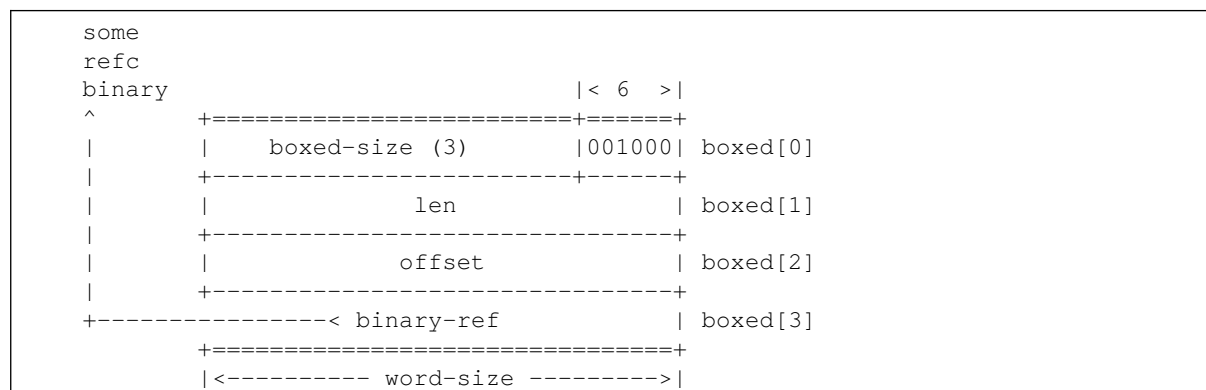 some
refc
binary                            |< 6  >|
^       +=========================+======+
|       |    boxed-size (3)       |001000| boxed[0]
|       +-------------------------+------+
|       |              len               | boxed[1]
|       +--------------------------------+
|       |             offset             | boxed[2]
|       +--------------------------------+
+----------------< binary-ref            | boxed[3]
        +================================+
        |<---------- word-size --------->|